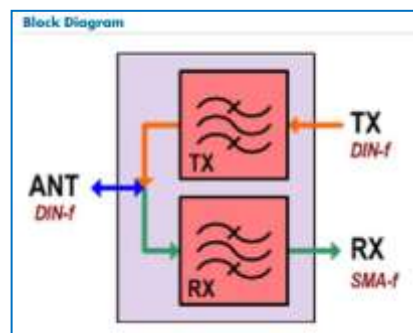 Block Diagram
TX
TX
DIN-f
ANT
DIN-f
RX
RX
SMA-f